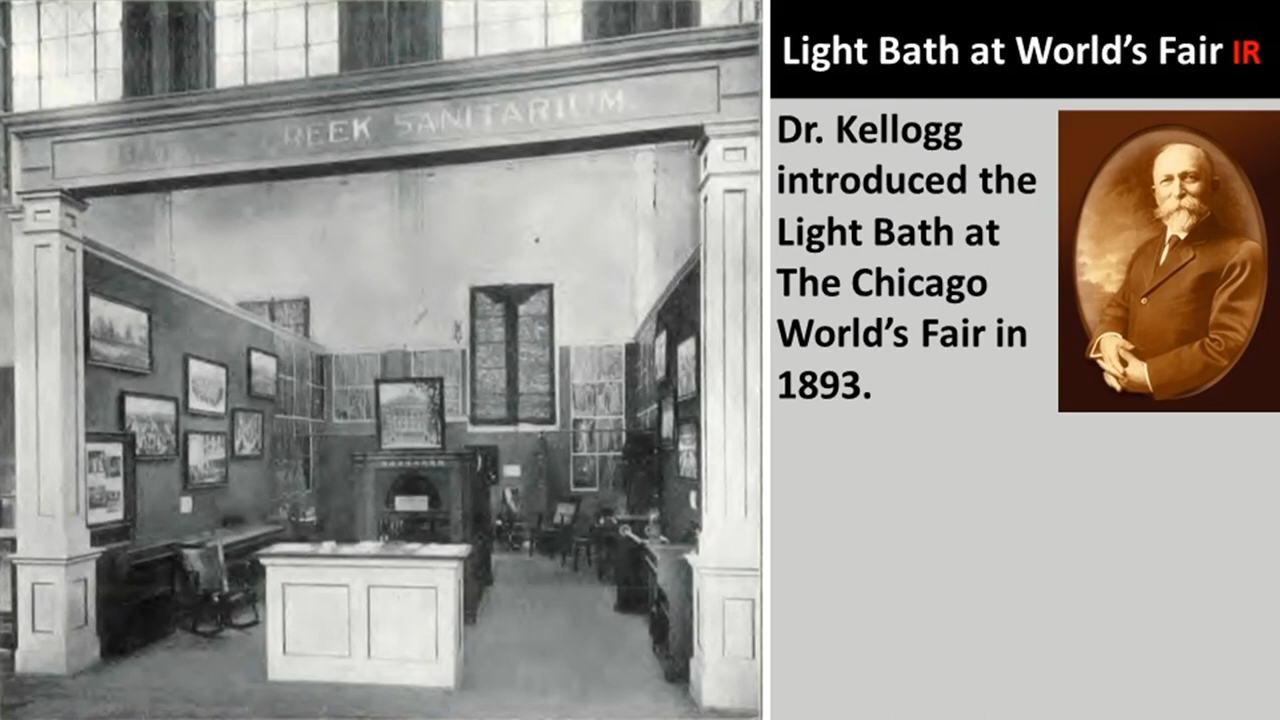 REEK SANITARIUM
Light Bath at World's Fair IR
Dr. Kellogg
introduced the
Light Bath at
The Chicago
World's Fair in
1893.